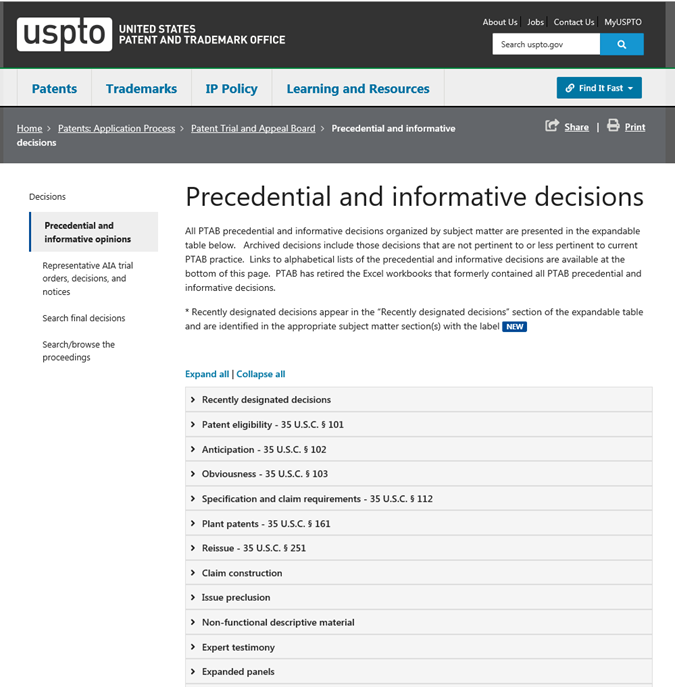 About Us | Jobs | Contact Us | MyUSPTO
uspto
UNITED STATES
PATENT AND TRADEMARK OFFICE
Search uspto.gov
Patents
Trademarks
IP Policy
Learning and Resources
Find It Fast
Home > Patents: Application Process > Patent Trial and Appeal Board > Precedential and informative
decisions
Share | Print
Decisions
Precedential and
informative opinions
Representative AIA trial
orders, decisions, and
notices
Search final decisions
Search/browse the
proceedings
Precedential and informative decisions
All PTAB precedential and informative decisions organized by subject matter are presented in the expandable
table below. Archived decisions include those decisions that are not pertinent to or less pertinent to current
PTAB practice. Links to alphabetical lists of the precedential and informative decisions are available at the
bottom of this page. PTAB has retired the Excel workbooks that formerly contained all PTAB precedential and
informative decisions.
* Recently designated decisions appear in the “Recently designated decisions” section of the expandable table
and are identified in the appropriate subject matter section(s) with the label NEW
Expand all | Collapse all
Recently designated decisions
Patent eligibility - 35 U.S.C. § 101
Anticipation - 35 U.S.C. § 102
Obviousness - 35 U.S.C. § 103
Specification and claim requirements - 35 U.S.C. § 112
Plant patents - 35 U.S.C. § 161
Reissue - 35 U.S.C. § 251
Claim construction
Issue preclusion
Non-functional descriptive material
Expert testimony
Expanded panels